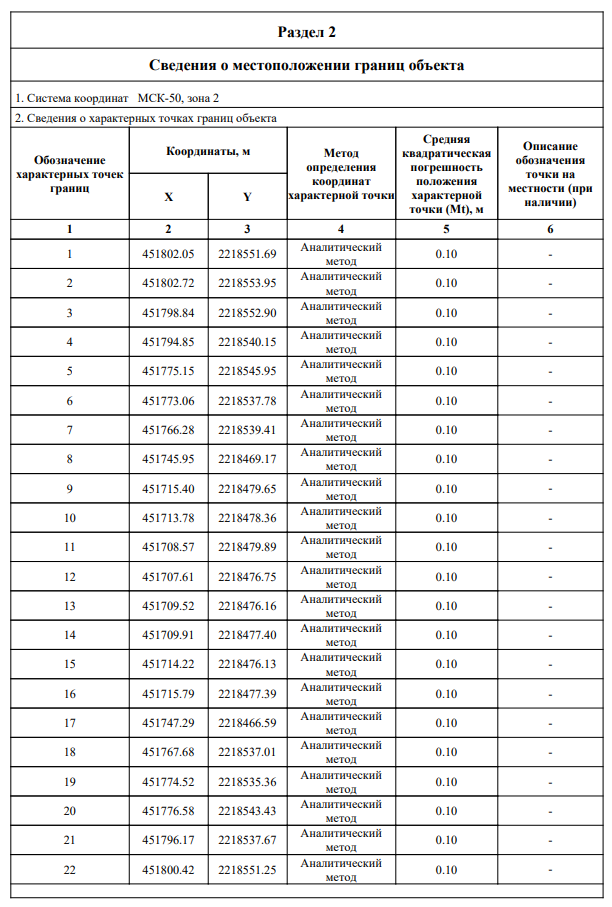 Раздел 2
Сведения о местоположении границ объекта
1. Система координат МСК-50, зона 2
2. Сведения о характерных точках границ объекта
Обозначение характерных точек границ
Координаты, м
X
Y
Метод определения координат характерной точки
Средняя квадратическая погрешность положения характерной точки (Mt), м
Описание обозначения точки на местности (при наличии)
1 2 3 4 5 6
1 451802.05 2218551.69 Аналитический метод 0.10 -
2 451802.72 2218553.95 Аналитический метод 0.10 -
3 451798.84 2218552.90 Аналитический метод 0.10 -
4 451794.85 2218540.15 Аналитический метод 0.10 -
5 451775.15 2218545.95 Аналитический метод 0.10 -
6 451773.06 2218537.78 Аналитический метод 0.10 -
7 451766.28 2218539.41 Аналитический метод 0.10 -
8 451745.95 2218469.17 Аналитический метод 0.10 -
9 451715.40 2218479.65 Аналитический метод 0.10 -
10 451713.78 2218478.36 Аналитический метод 0.10 -
11 451708.57 2218479.89 Аналитический метод 0.10 -
12 451707.61 2218476.75 Аналитический метод 0.10 -
13 451709.52 2218476.16 Аналитический метод 0.10 -
14 451709.91 2218477.40 Аналитический метод 0.10 -
15 451714.22 2218476.13 Аналитический метод 0.10 -
16 451715.79 2218477.39 Аналитический метод 0.10 -
17 451747.29 2218466.59 Аналитический метод 0.10 -
18 451767.68 2218537.01 Аналитический метод 0.10 -
19 451774.52 2218535.36 Аналитический метод 0.10 -
20 451776.58 2218543.43 Аналитический метод 0.10 -
21 451796.17 2218537.67 Аналитический метод 0.10 -
22 451800.42 2218551.25 Аналитический метод 0.10 -